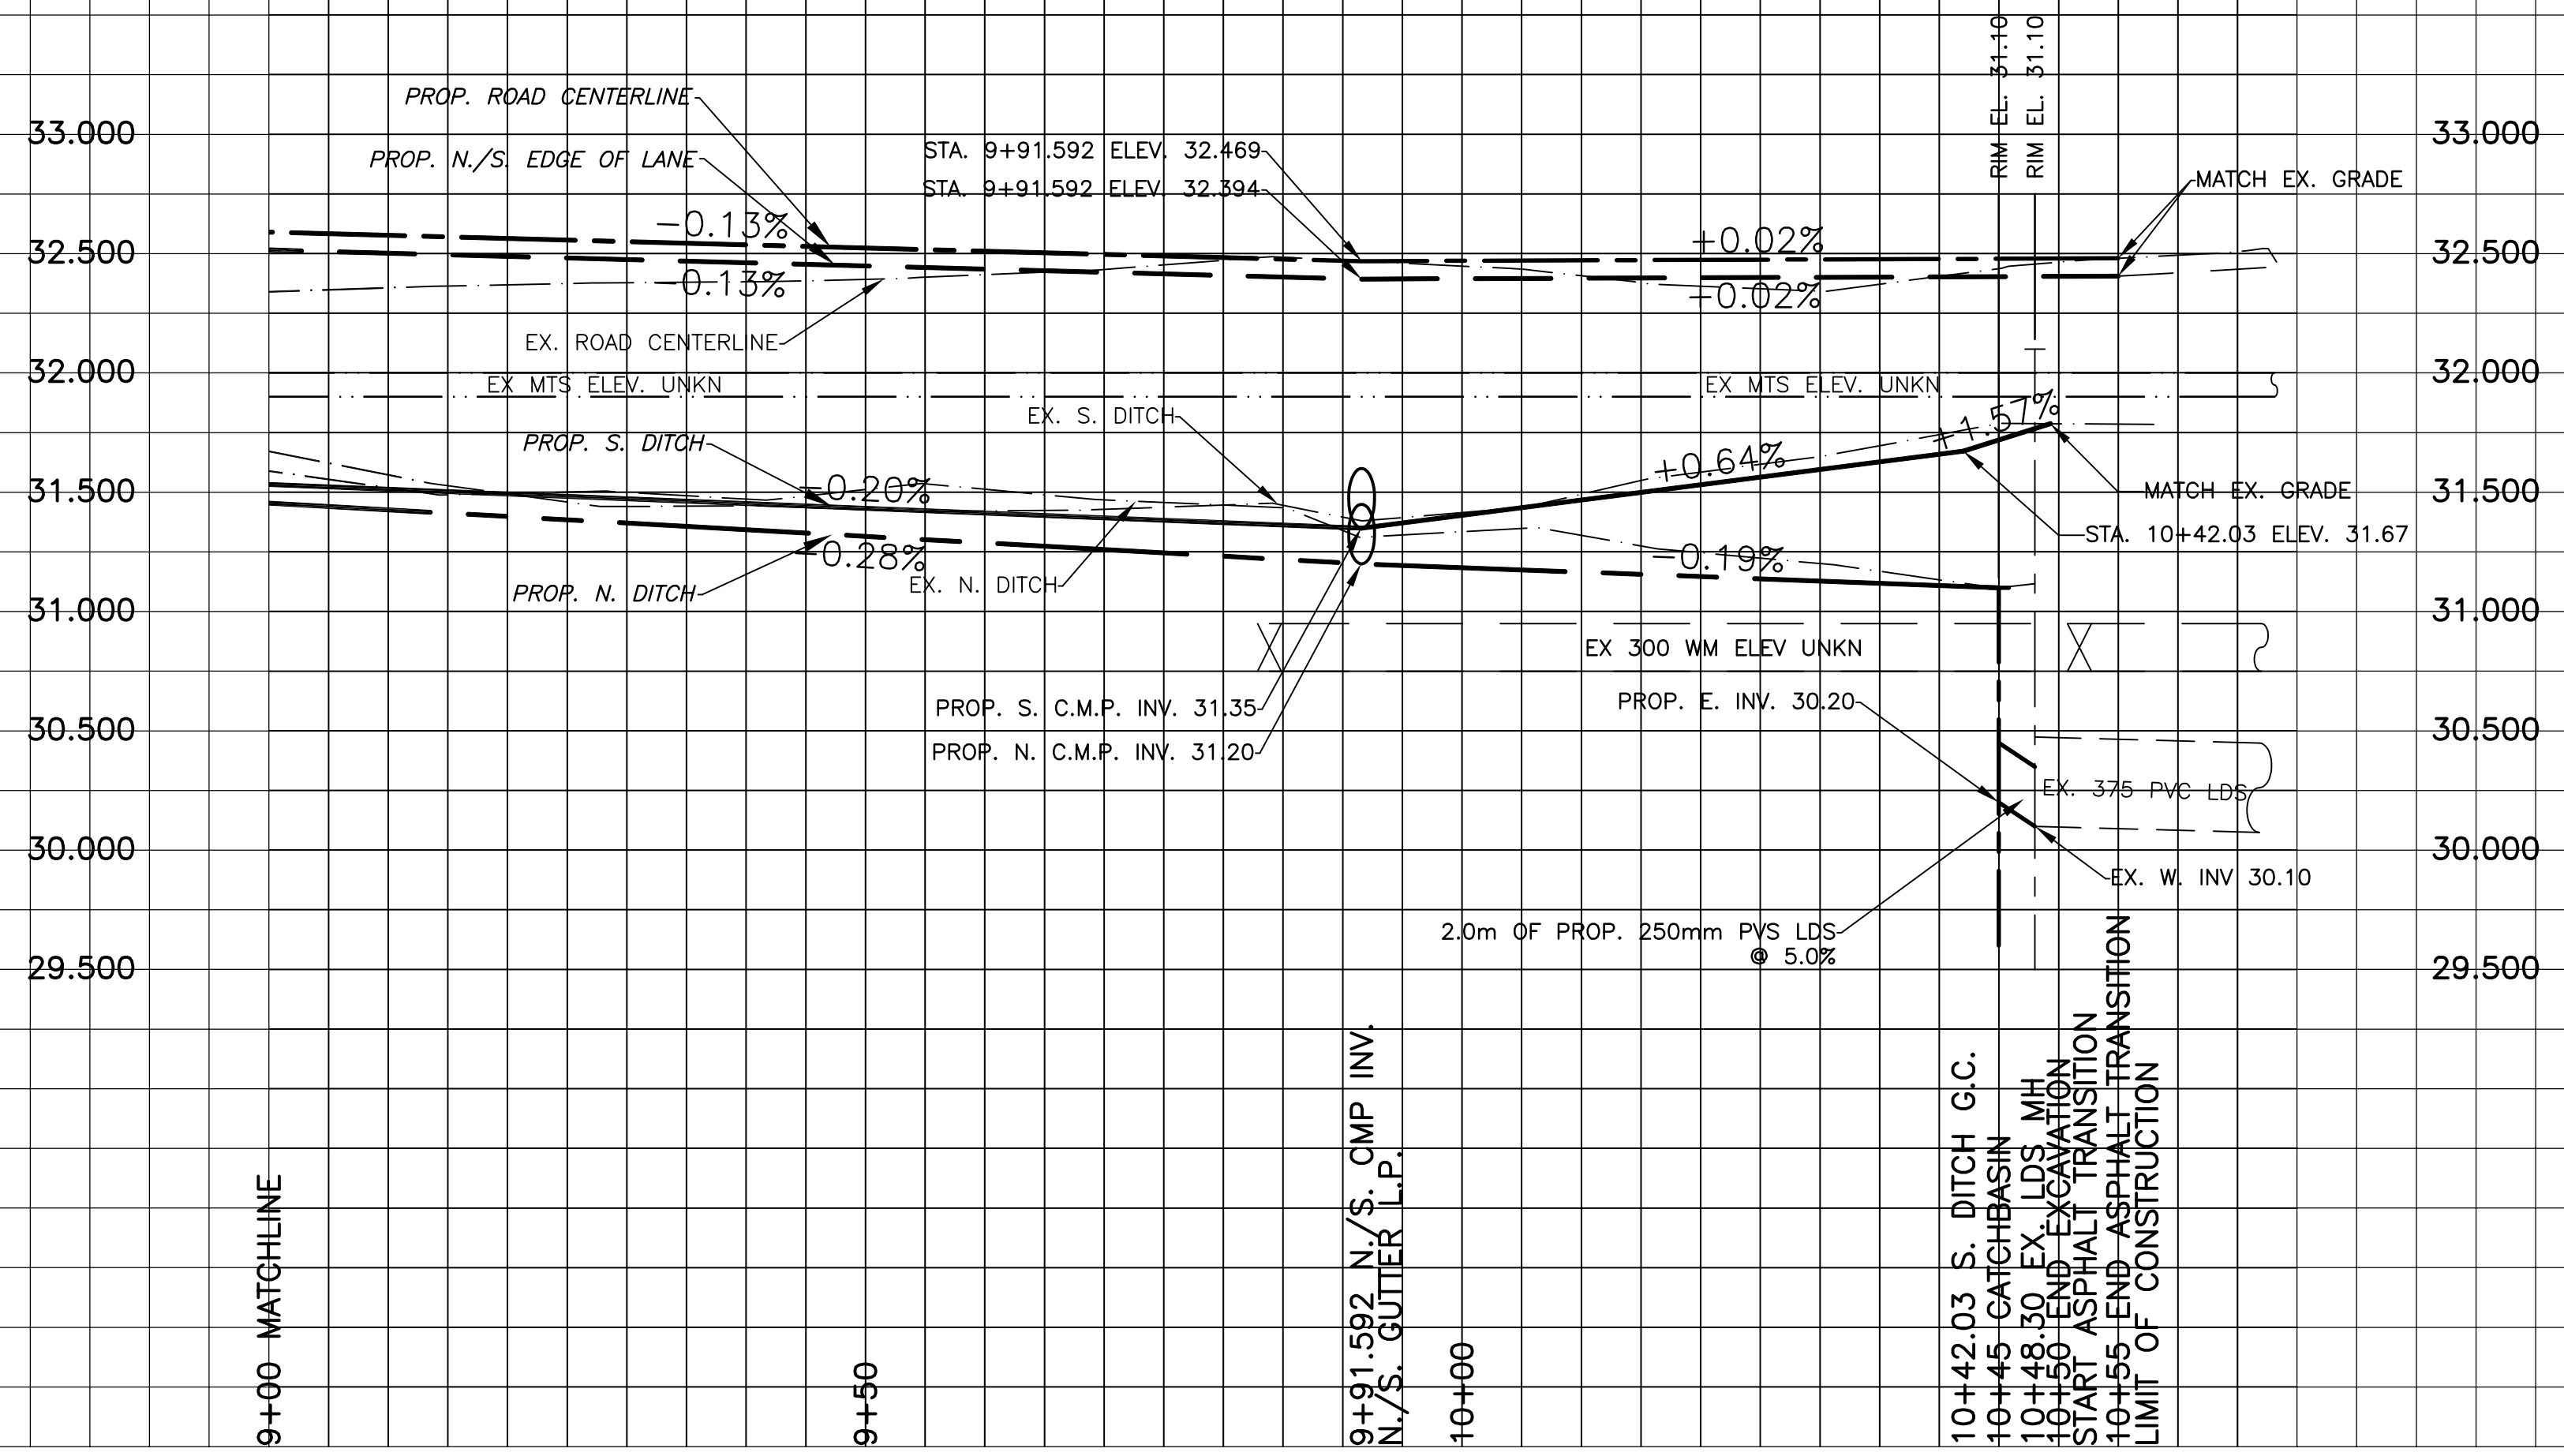 RIM EL. 31.10
RIM EL. 31.10
PROP. ROAD CENTERLINE
33.000
33.000
PROP. N./S. EDGE OF LANE
STA. 9+91.592 ELEV. 32.469
STA. 9+91.592 ELEV. 32.394
MATCH EX. GRADE
-0.13%
+0.02%
32.500
32.500
-0.13%
-0.02%
EX. ROAD CENTERLINE
32.000
32.000
EX MTS ELEV. UNKN
EX MTS ELEV. UNKN
EX. S. DITCH
+1.57%
PROP. S. DITCH
+0.64%
-0.20%
31.500
31.500
MATCH EX. GRADE
STA. 10+42.03 ELEV. 31.67
-0.28%
-0.19%
EX. N. DITCH
PROP. N. DITCH
31.000
31.000
EX 300 WM ELEV UNKN
PROP. S. C.M.P. INV. 31.35
PROP. E. INV. 30.20
30.500
30.500
PROP. N. C.M.P. INV. 31.20
EX. 375 PVC LDS
30.000
30.000
EX. W. INV 30.10
2.0m OF PROP. 250mm PVS LDS
@ 5.0%
29.500
29.500
9+00 MATCHLINE
9+50
9+91.592 N./S. CMP INV.
N./S. GUTTER L.P.
10+00
10+42.03 S. DITCH G.C.
10+45 CATCHBASIN
10+48.30 EX. LDS MH
10+50 END EXCAVATION
START ASPHALT TRANSITION
10+55 END ASPHALT TRANSITION
LIMIT OF CONSTRUCTION